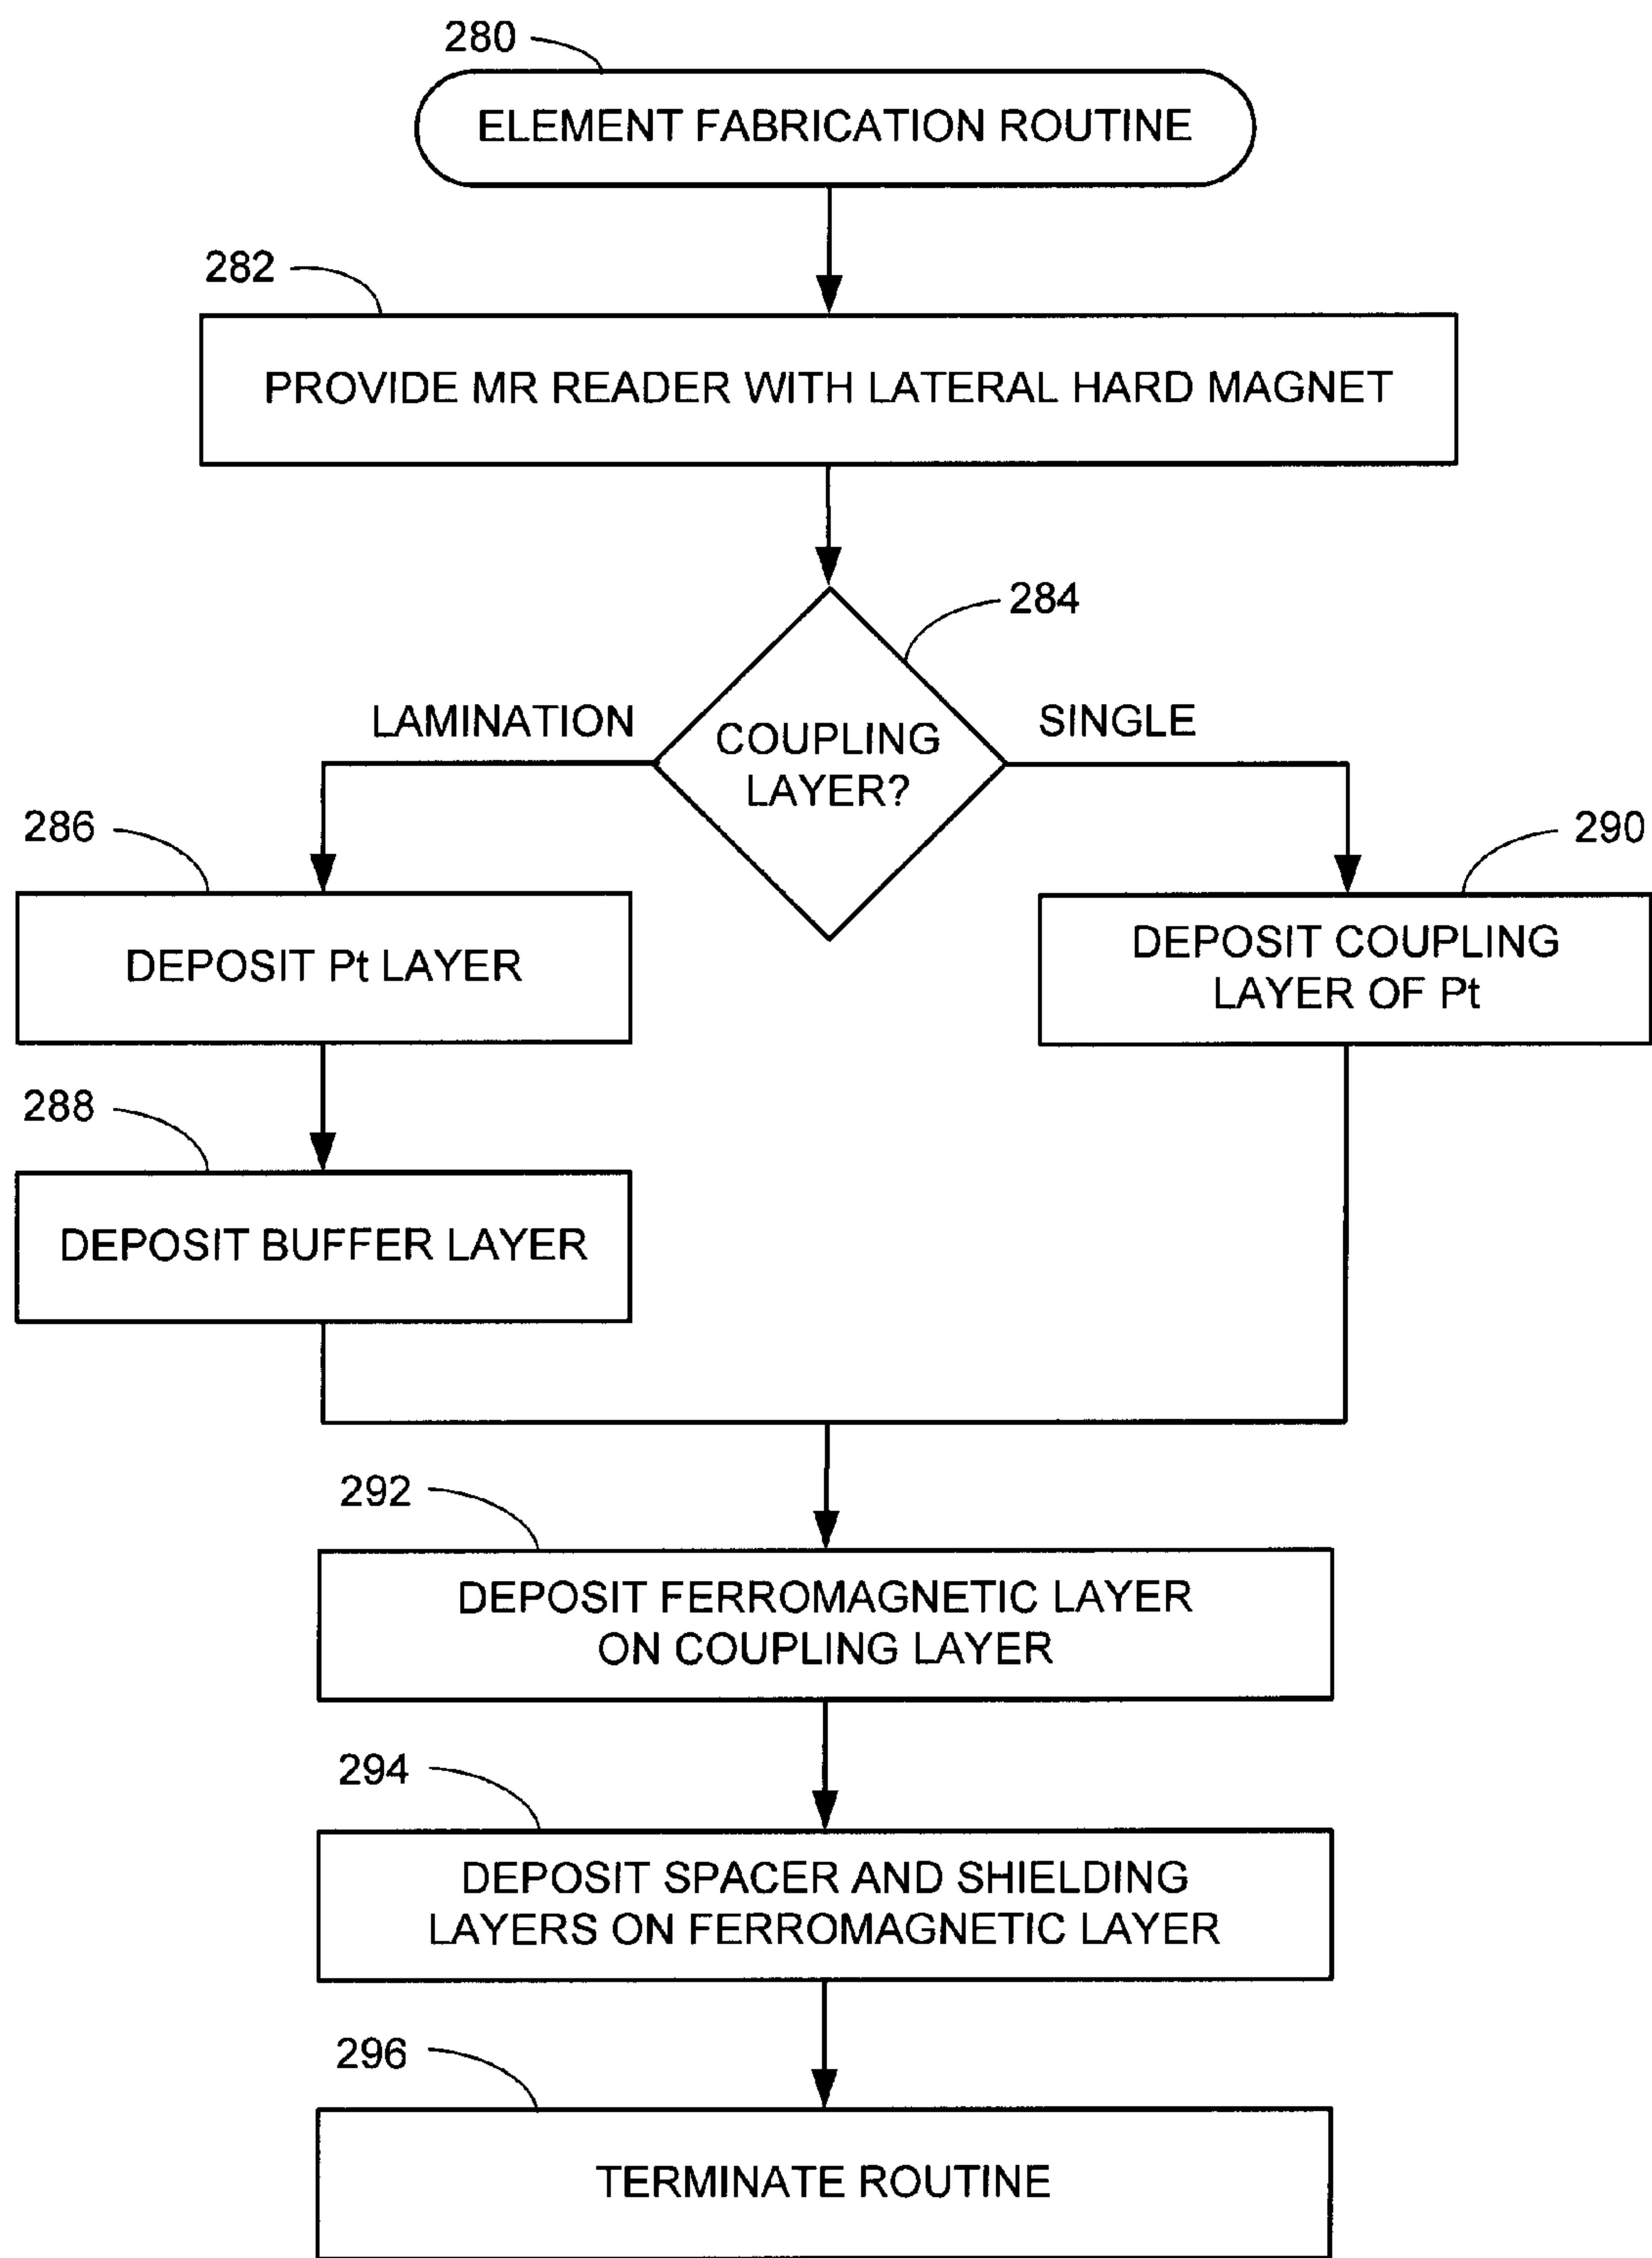 280
ELEMENT FABRICATION ROUTINE
282
PROVIDE MR READER WITH LATERAL HARD MAGNET
284
COUPLING
LAYER?
LAMINATION
SINGLE
286
DEPOSIT Pt LAYER
290
DEPOSIT COUPLING
LAYER OF Pt
288
DEPOSIT BUFFER LAYER
292
DEPOSIT FERROMAGNETIC LAYER
ON COUPLING LAYER
294
DEPOSIT SPACER AND SHIELDING
LAYERS ON FERROMAGNETIC LAYER
296
TERMINATE ROUTINE